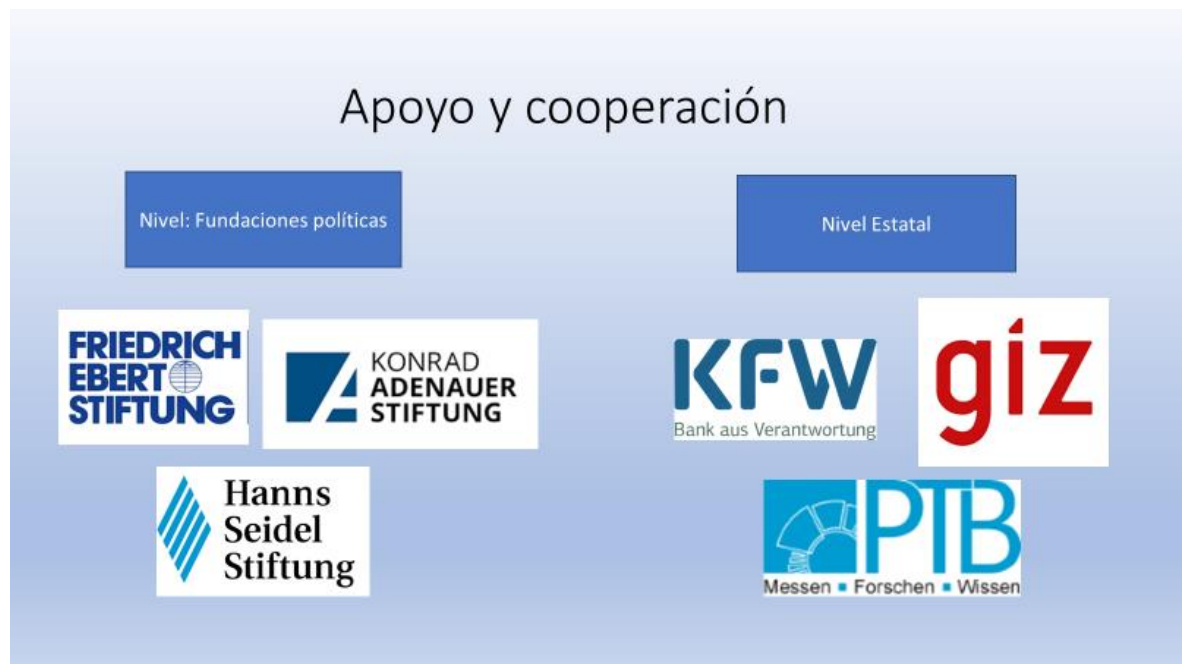 Apoyo y cooperación
Nivel: Fundaciones políticas
Nivel Estatal
FRIEDRICH
EBERT
STIFTUNG
KONRAD
ADENAUER
STIFTUNG
Hanns
Seidel
Stiftung
KFW
Bank aus Verantwortung
giz
PTB
Messen ▪ Forschen ▪ Wissen